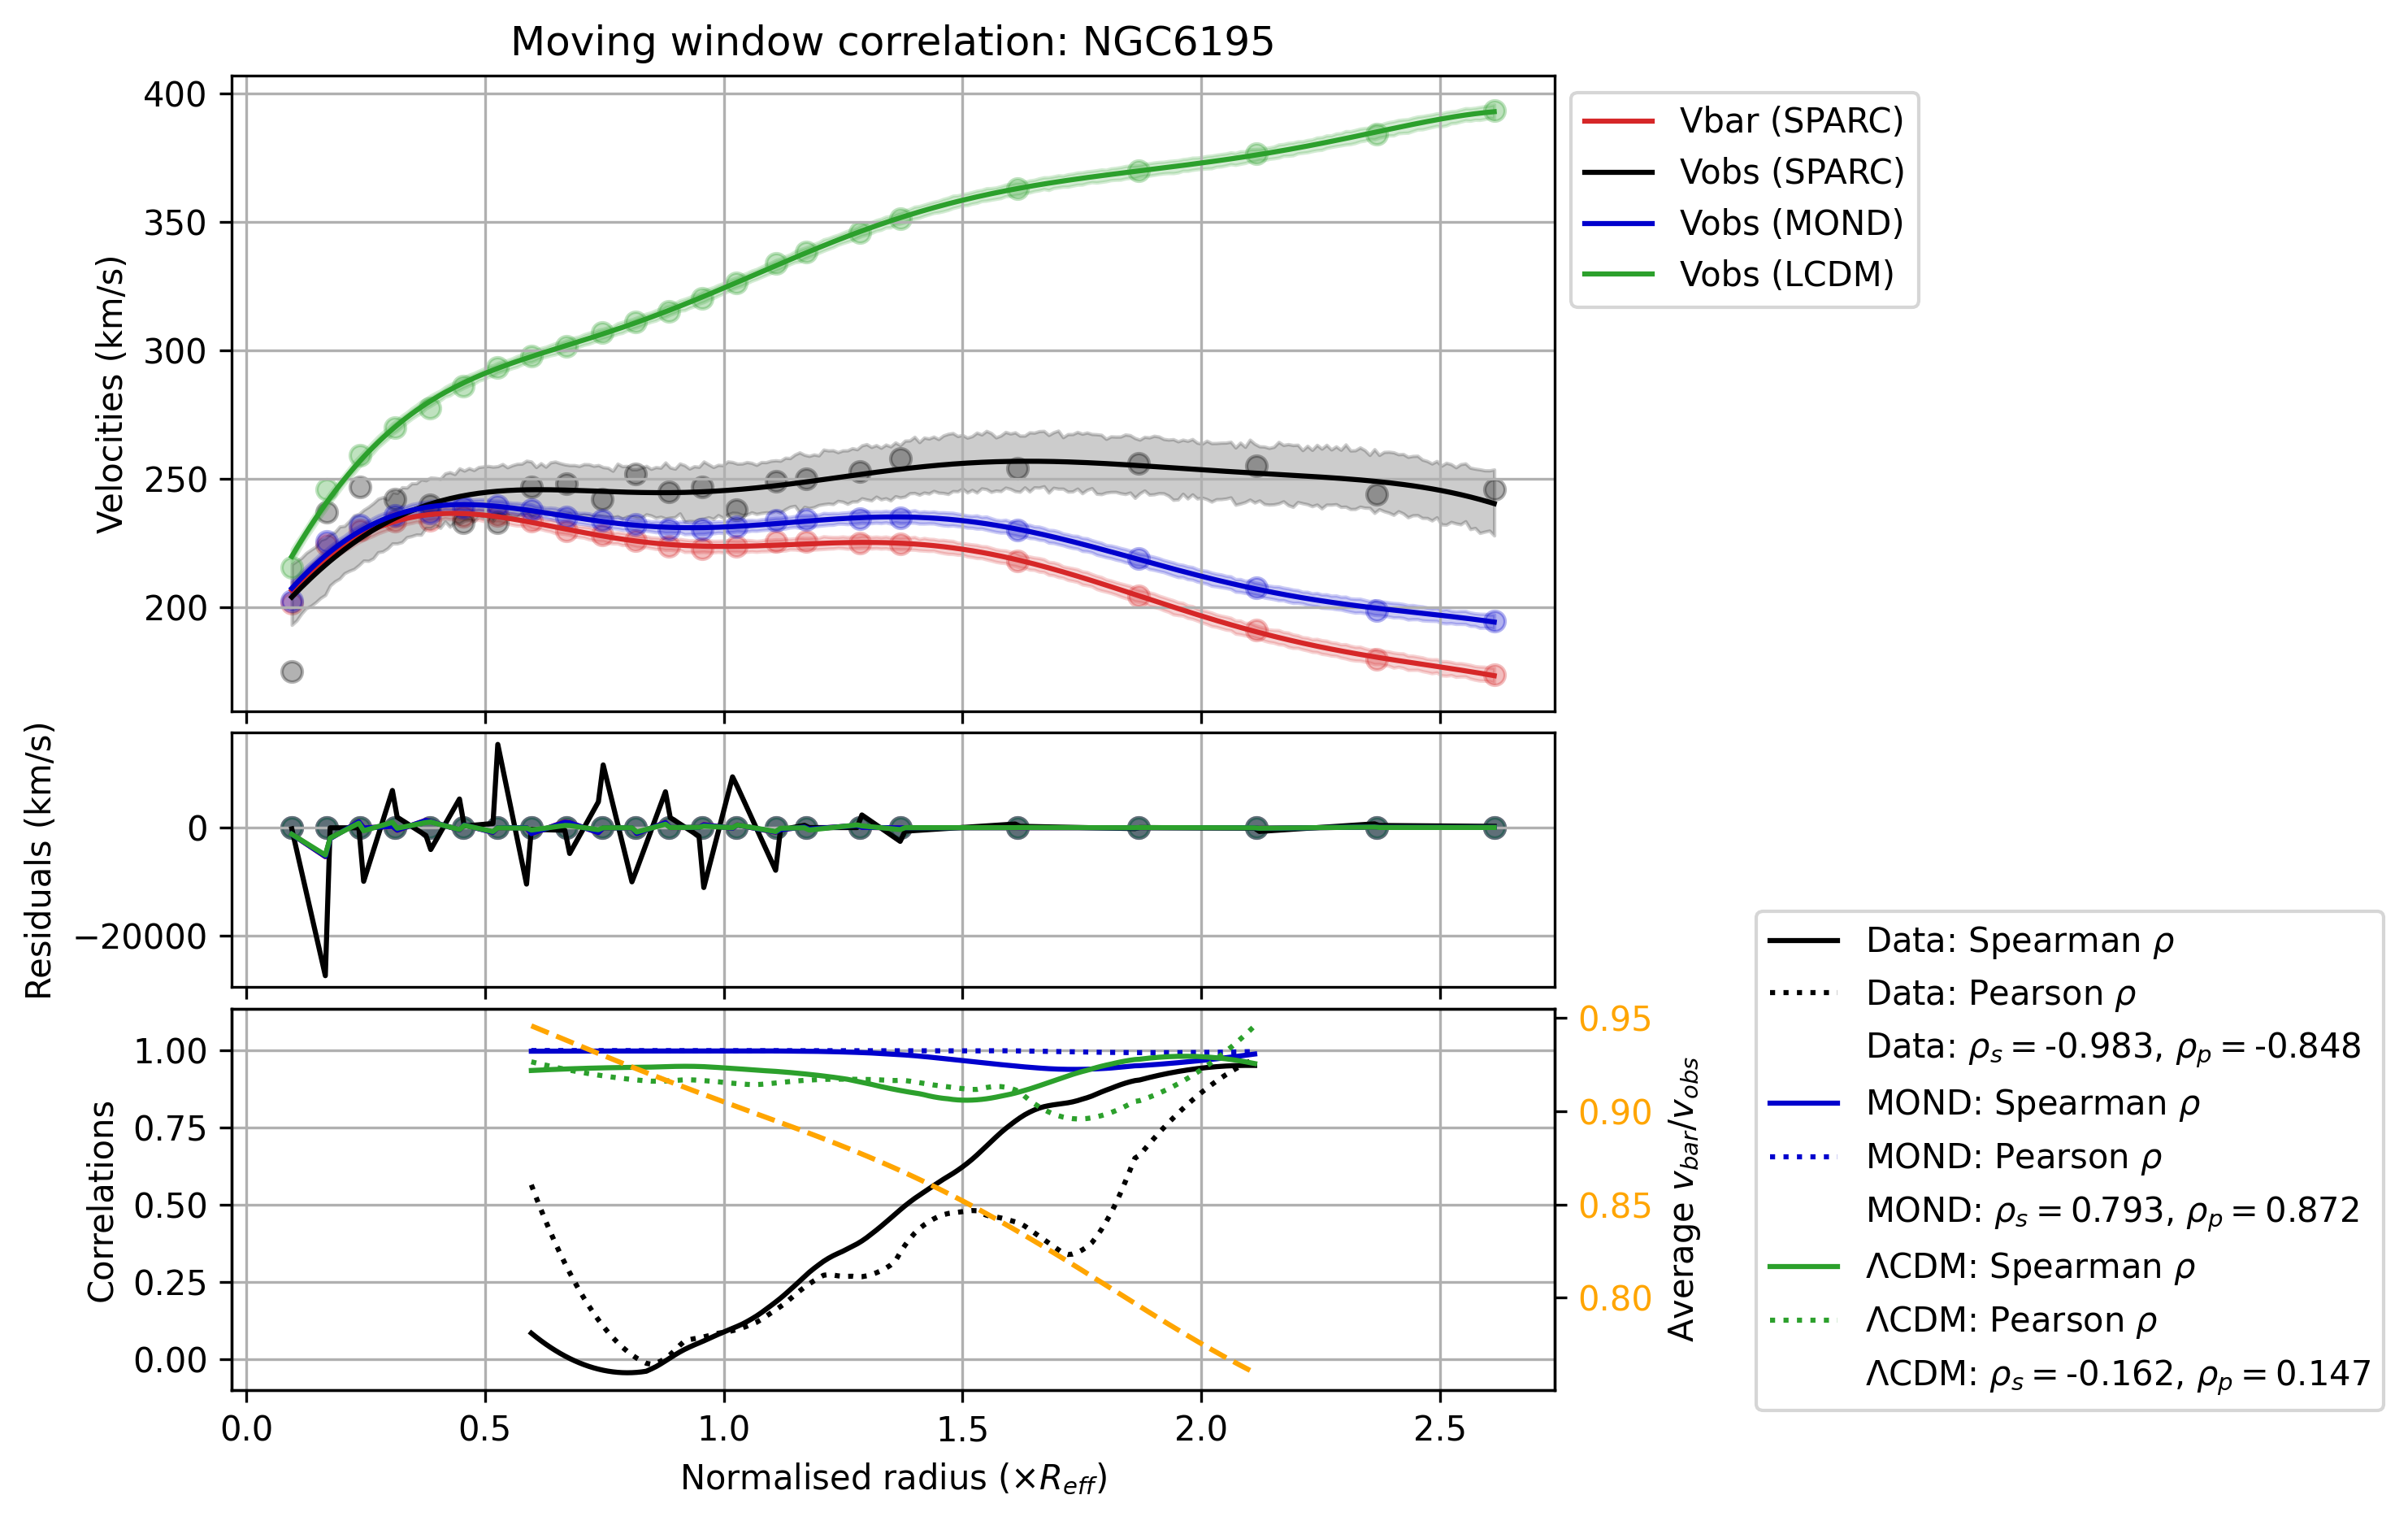 Moving window correlation: NGC6195
400
350
300
250
200
Velocities (km/s)
Vbar (SPARC)
Vobs (SPARC)
Vobs (MOND)
Vobs (LCDM)
0
−20000
Residuals (km/s)
1.00
0.75
0.50
0.25
0.00
Correlations
0.95
0.90
0.85
0.80
Average v_bar/v_obs
0.0 0.5 1.0 1.5 2.0 2.5
Normalised radius (×R_eff)
Data: Spearman ρ
Data: Pearson ρ
Data: ρ_s = -0.983, ρ_p = -0.848
MOND: Spearman ρ
MOND: Pearson ρ
MOND: ρ_s = 0.793, ρ_p = 0.872
ΛCDM: Spearman ρ
ΛCDM: Pearson ρ
ΛCDM: ρ_s = -0.162, ρ_p = 0.147